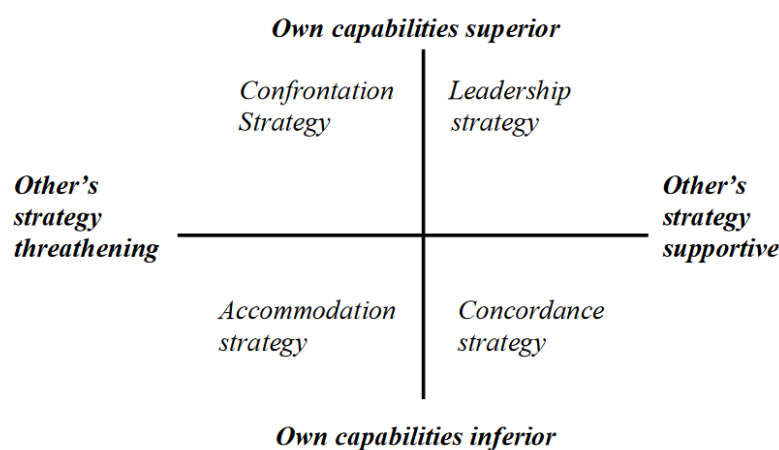 Own capabilities superior
Confrontation
Strategy
Leadership
strategy
Other's
strategy
threathening
Other's
strategy
supportive
Accommodation
strategy
Concordance
strategy
Own capabilities inferior